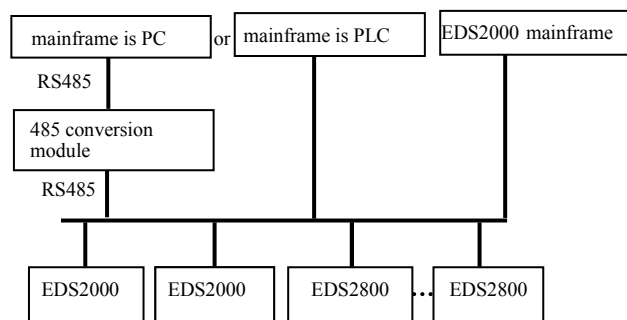 mainframe is PC
or
mainframe is PLC
EDS2000 mainframe
RS485
485 conversion
module
RS485
EDS2000
EDS2000
EDS2800
...
EDS2800